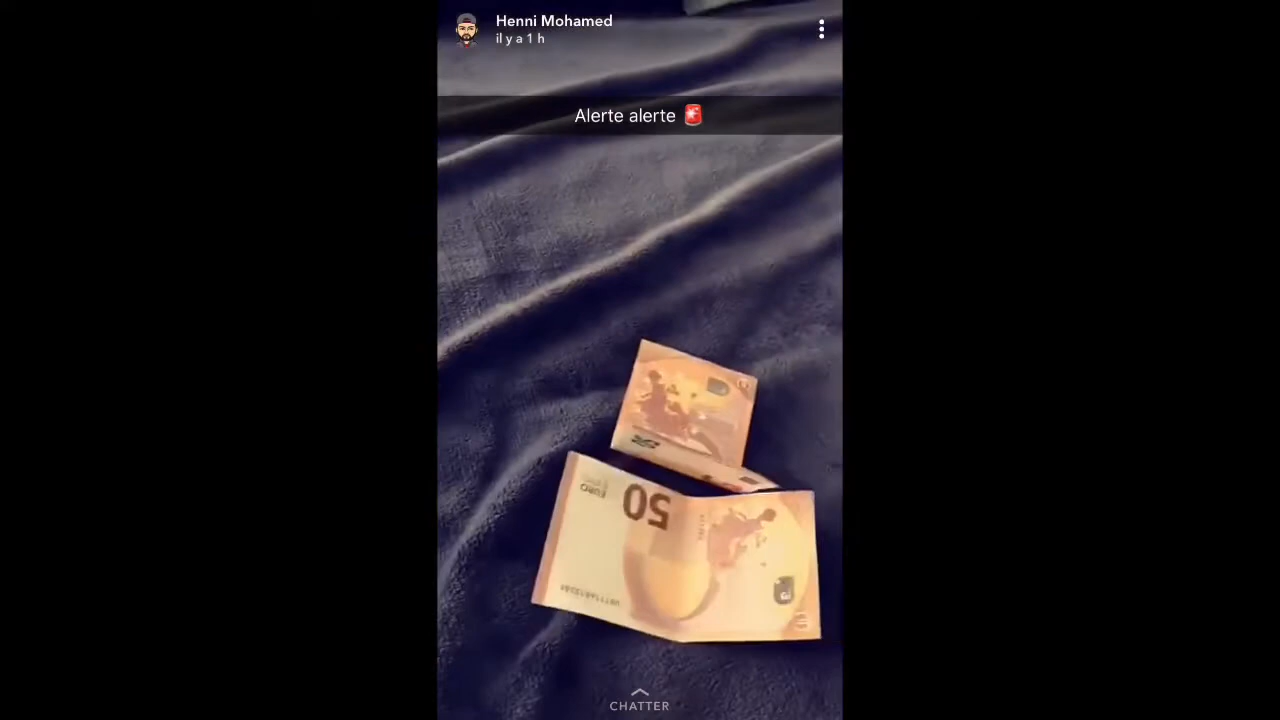 Henni Mohamed
il y a 1 h
Alerte alerte 🚨
50
EURO
CHATTER